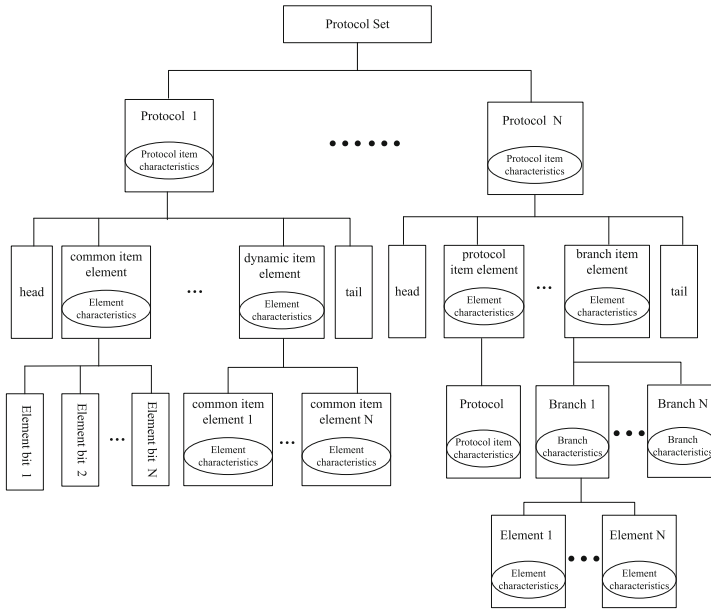 Protocol Set
Protocol 1
Protocol item
characteristics
......
Protocol N
Protocol item
characteristics
head
common item
element
Element
characteristics
...
dynamic item
element
Element
characteristics
tail
head
protocol
item element
Element
characteristics
...
branch item
element
Element
characteristics
tail
Element bit 1
Element bit 2
...
Element bit N
common item
element 1
Element
characteristics
...
common item
element N
Element
characteristics
Protocol
Protocol item
characteristics
Branch 1
Branch
characteristics
...
Branch N
Branch
characteristics
Element 1
Element
characteristics
...
Element N
Element
characteristics